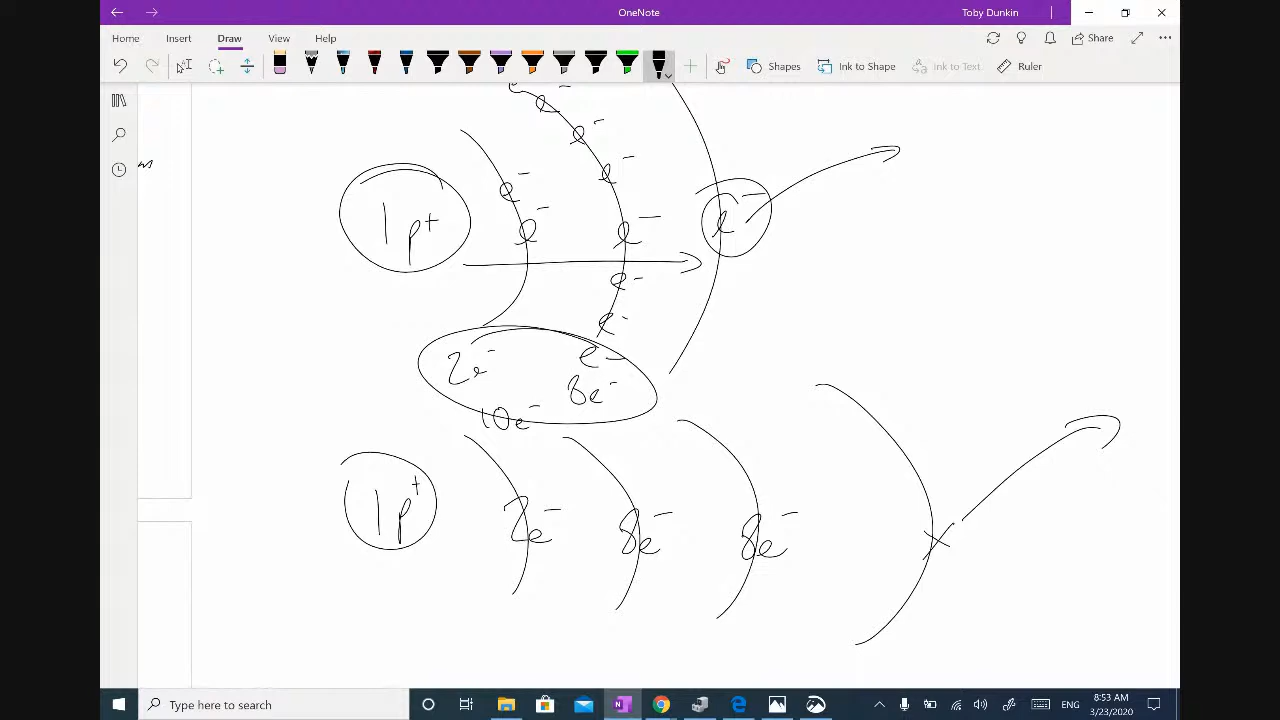 OneNote
Toby Dunkin
Home Insert Draw View Help
Share
Shapes Ink to Shape Ink to Text Ruler
e⁻
e⁻
e⁻
e⁻
1p⁺ e⁻ e⁻ e⁻
e⁻
e⁻
2e⁻ e⁻
8e⁻
10e⁻
1p⁺ 2e⁻ 8e⁻ 8e⁻ x
Type here to search
ENG
8:53 AM
3/23/2020